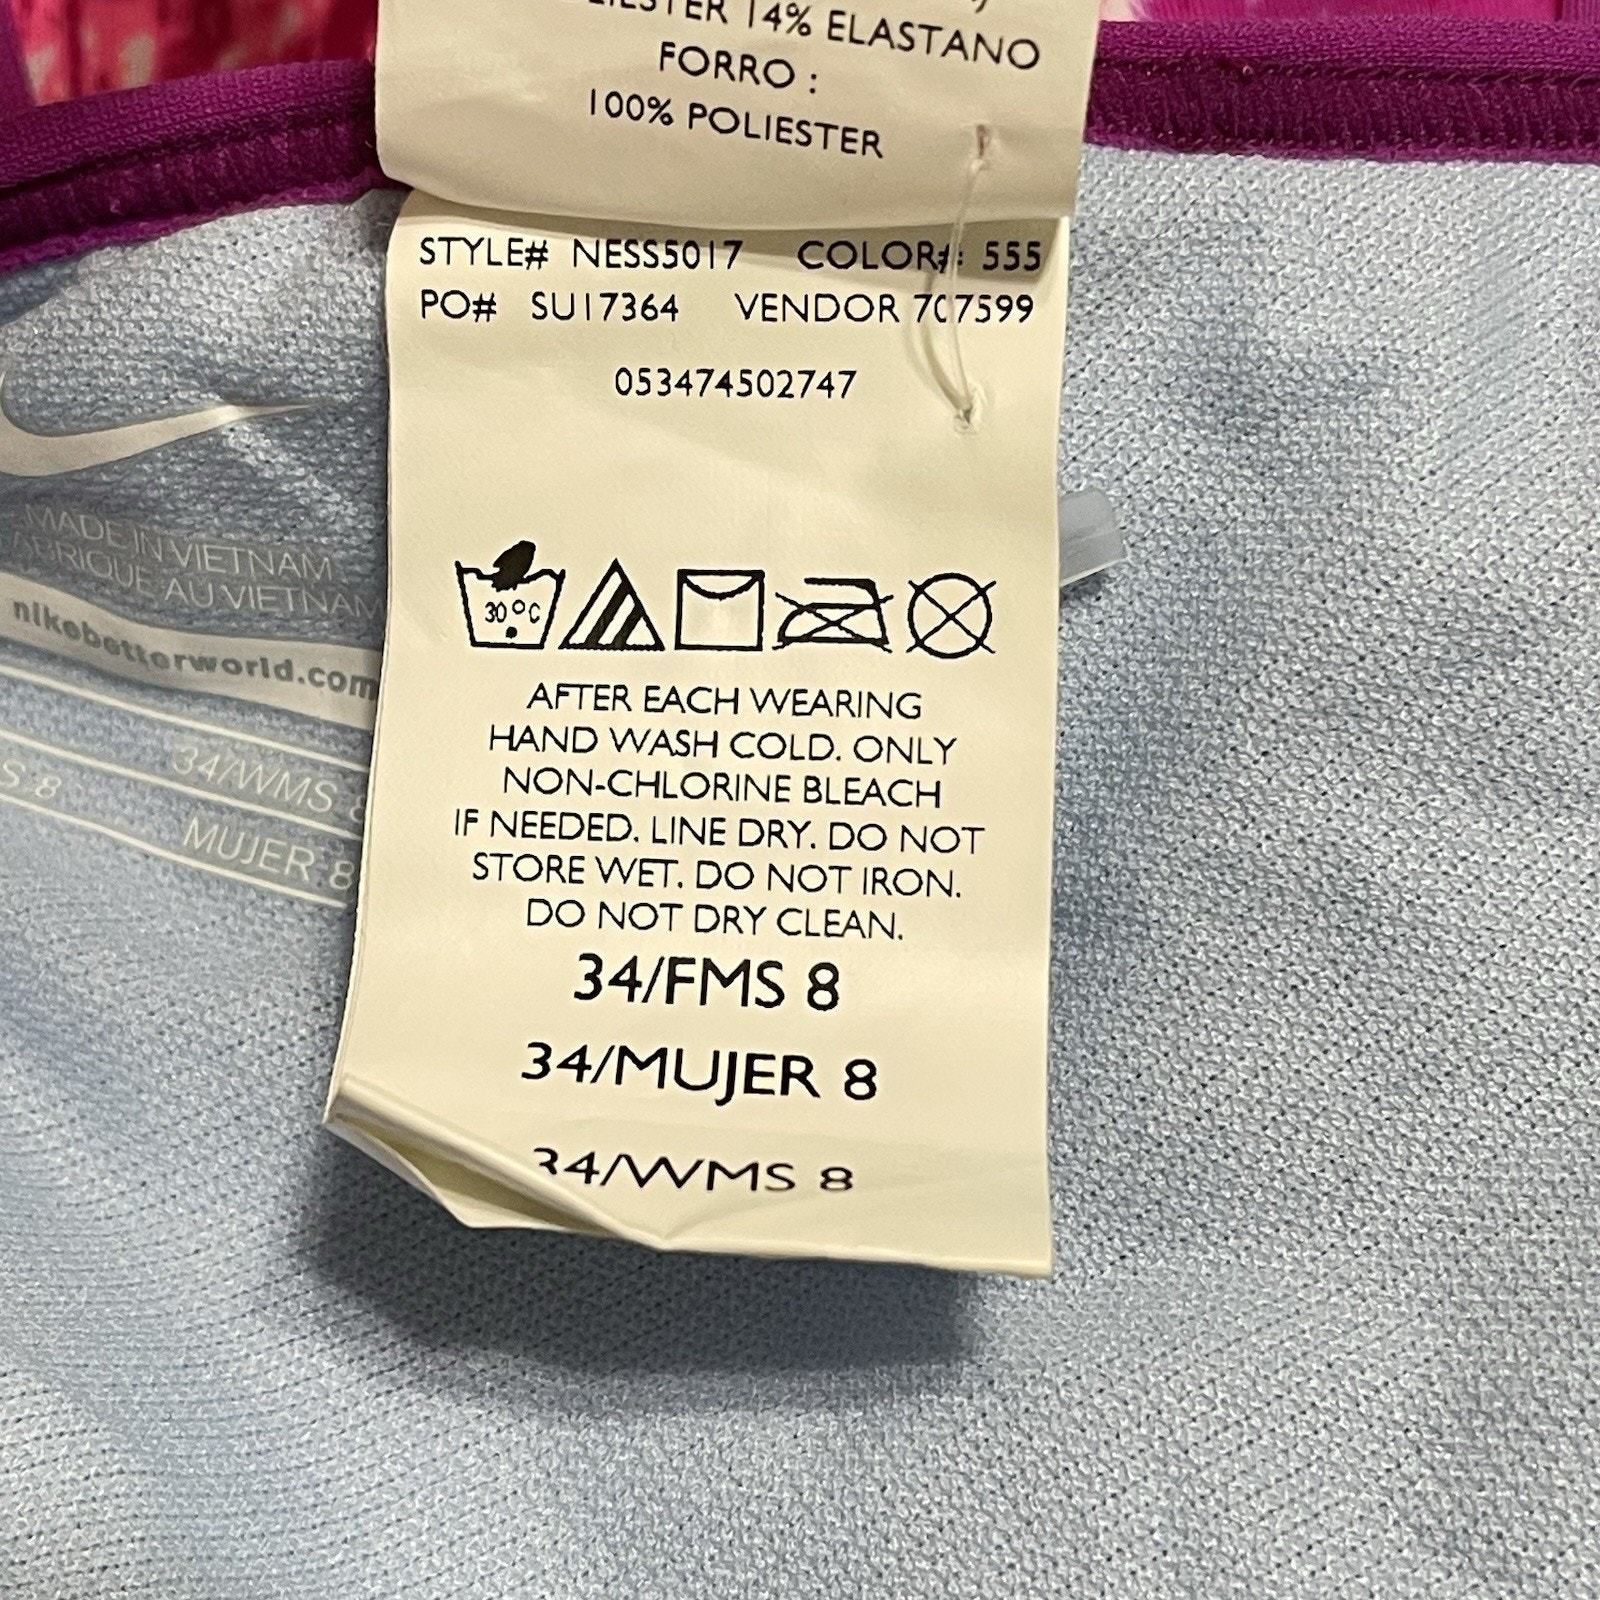 14% ELASTANO
FORRO :
100% POLIESTER
STYLE# NESS5017 COLOR#: 555
PO# SU17364 VENDOR 707599
053474502747
30°C
AFTER EACH WEARING
HAND WASH COLD. ONLY
NON-CHLORINE BLEACH
IF NEEDED. LINE DRY. DO NOT
STORE WET. DO NOT IRON.
DO NOT DRY CLEAN.
34/FMS 8
34/MUJER 8
34/WMS 8
MADE IN VIETNAM
AU VIETNAM
nikebetterworld.com
34/WMS 8
S 8
MUJER 8